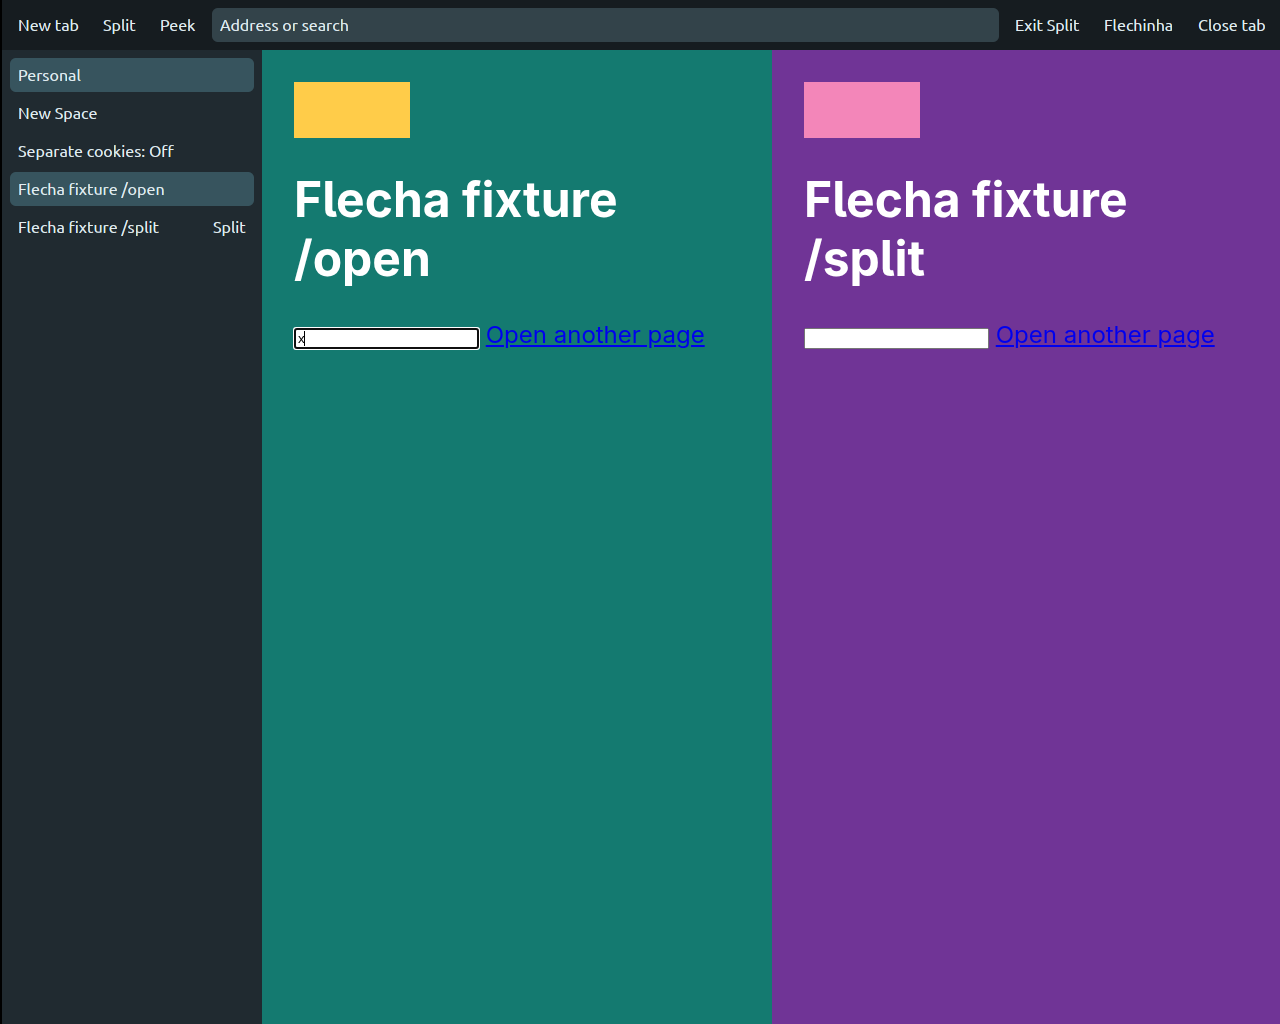 New tab Split Peek Address or search Exit Split Flechinha Close tab
Personal
New Space
Separate cookies: Off
Flecha fixture /open
Flecha fixture /split Split
Flecha fixture
/open
x Open another page
Flecha fixture
/split
Open another page